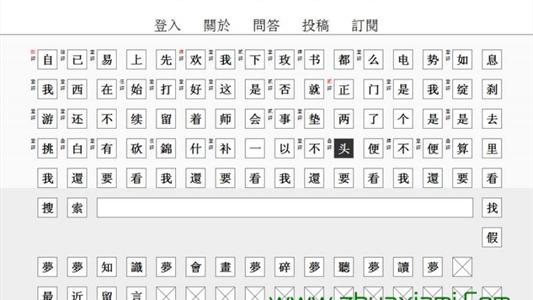 登入 關於 問答 投稿 訂閱
自 己 易 上 先 欢 我 下 玫 书 都 么 电 势 如 息
我 西 在 始 打 好 这 是 否 就 正 门 是 我 绽 刹
游 还 不 续 留 着 师 会 事 垫 两 了 个 是 是 去
挑 白 有 砍 錦 什 补 一 以 不 头 便 不 便 算 里
我 還 要 看 我 還 要 看 我 還 要 看 我 還 要 看
搜 索 找
假
夢 夢 知 識 夢 會 畫 夢 碎 夢 聽 夢 讀 夢
最 近 留 言
www.zhuaxiami.com